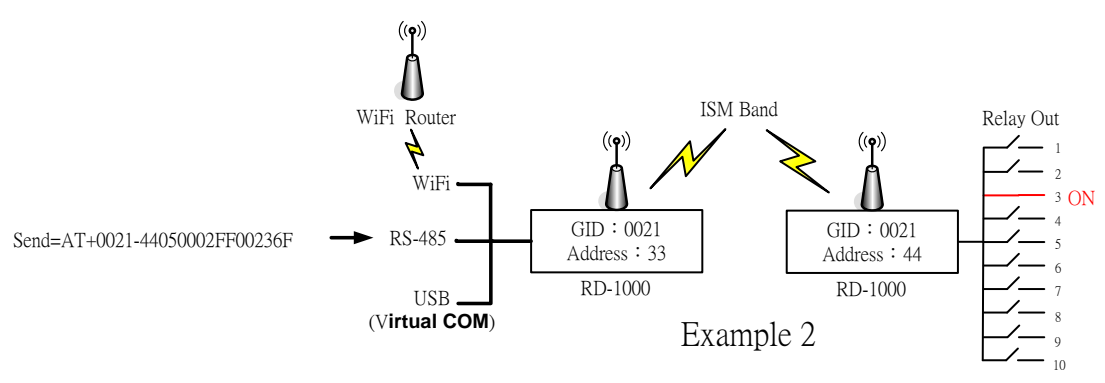 WiFi Router
ISM Band
Relay Out
1
2
3 ON
4
5
6
7
8
9
10
WiFi
Send=AT+0021-44050002FF00236F
RS-485
USB
(Virtual COM)
GID：0021
Address：33
RD-1000
GID：0021
Address：44
RD-1000
Example 2